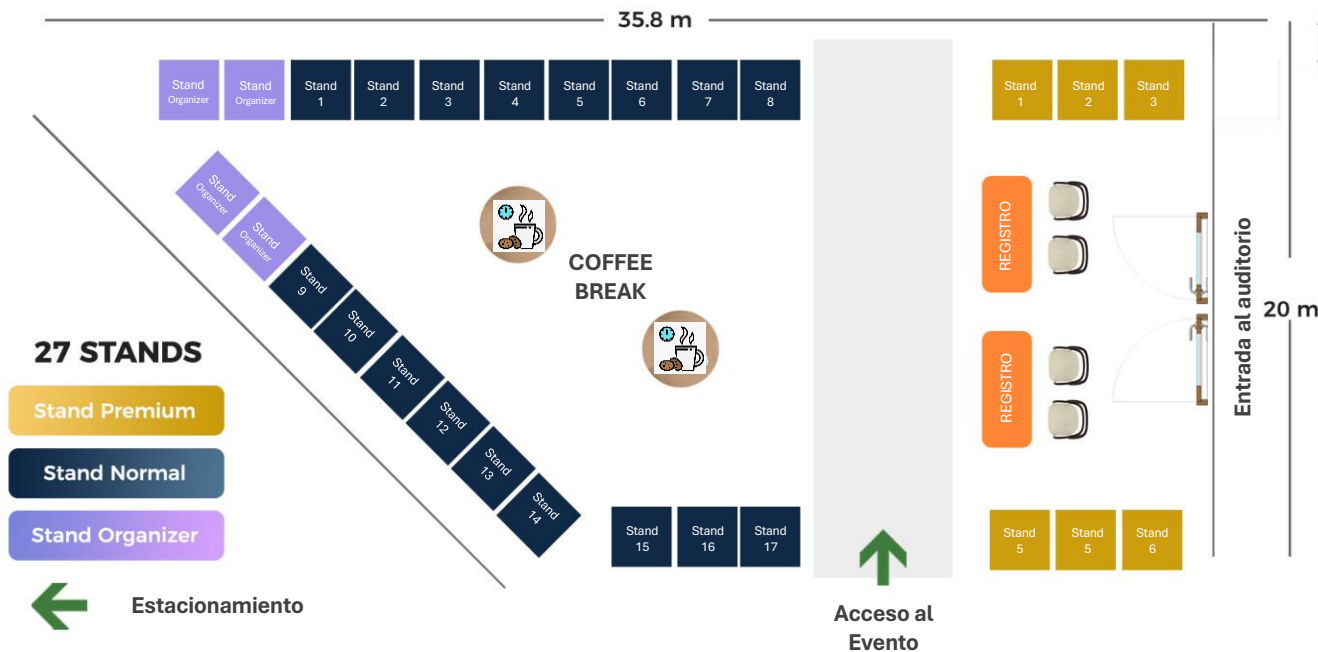 35.8 m
Stand
Organizer
Stand
Organizer
Stand
1
Stand
2
Stand
3
Stand
4
Stand
5
Stand
6
Stand
7
Stand
8
Stand
1
Stand
2
Stand
3
Stand
Organizer
Stand
Organizer
Stand
9
Stand
10
Stand
11
Stand
12
Stand
13
Stand
14
COFFEE
BREAK
REGISTRO
REGISTRO
Entrada al auditorio
20 m
27 STANDS
Stand Premium
Stand Normal
Stand Organizer
Stand
15
Stand
16
Stand
17
Stand
5
Stand
5
Stand
6
Estacionamiento
Acceso al
Evento